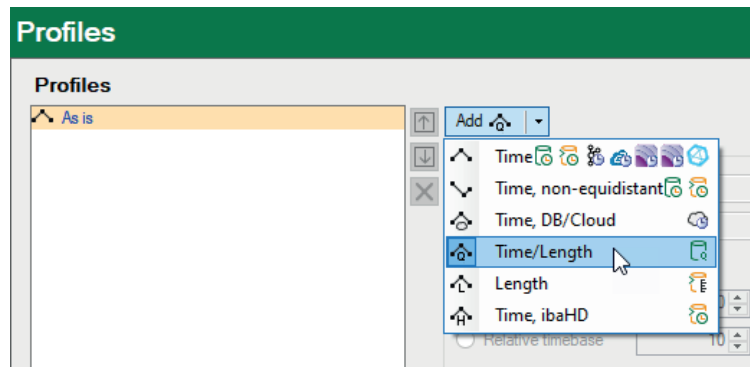 Profiles
Profiles
As is
Add
Time
Time, non-equidistant
Time, DB/Cloud
Time/Length
Length
Time, ibaHD
Relative timebase
10